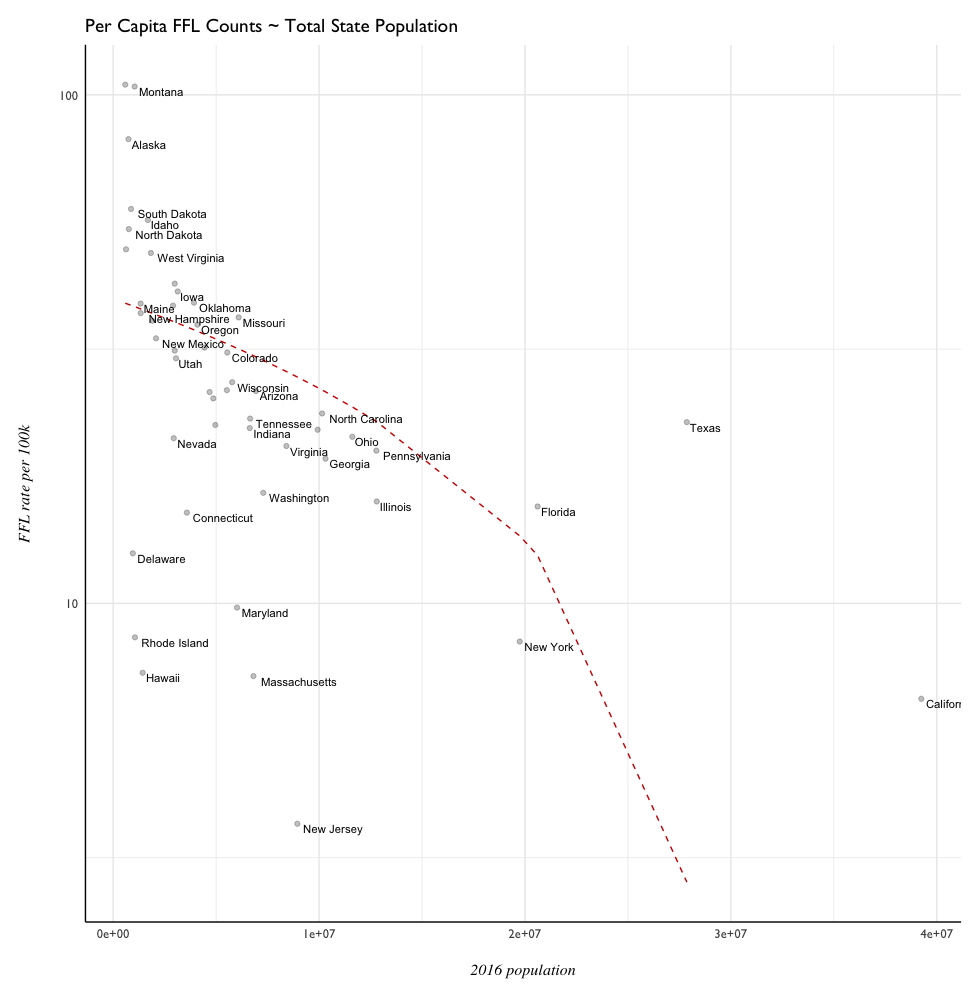 Per Capita FFL Counts ~ Total State Population
100
Montana
Alaska
South Dakota
Idaho
North Dakota
West Virginia
Iowa
Maine
Oklahoma
New Hampshire
Missouri
Oregon
New Mexico
Colorado
Utah
Wisconsin
Arizona
North Carolina
Tennessee
Texas
Indiana
Nevada
Ohio
Virginia
Pennsylvania
Georgia
Washington
Illinois
Florida
Connecticut
Delaware
10
Maryland
Rhode Island
New York
Hawaii
Massachusetts
Califor
New Jersey
FFL rate per 100k
0e+00
1e+07
2e+07
3e+07
4e+07
2016 population